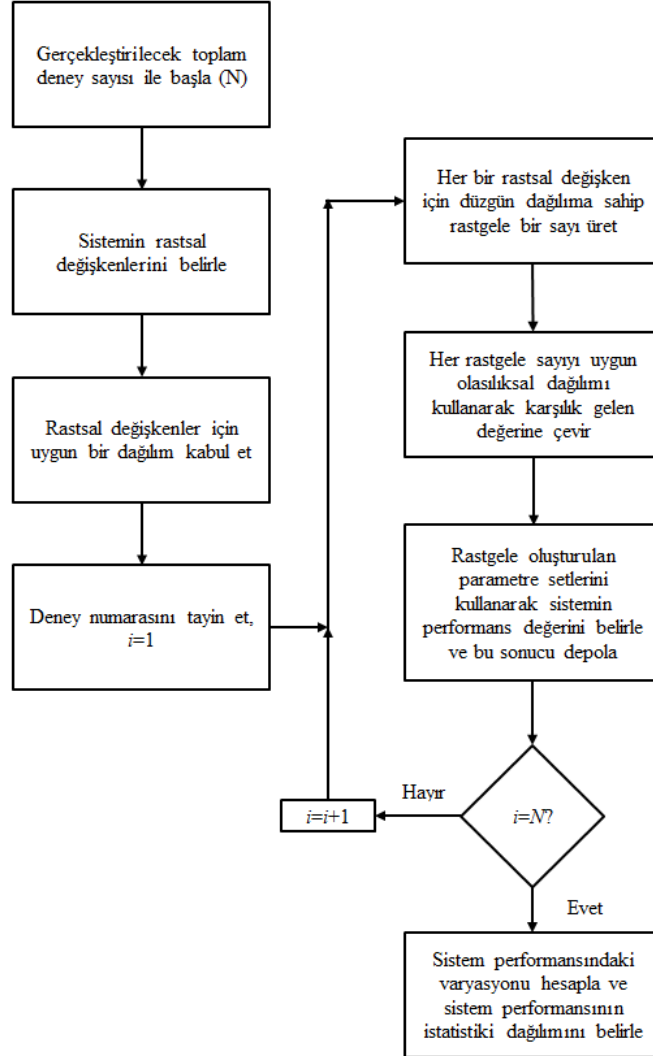 Gerçekleştirilecek toplam
deney sayısı ile başla (N)
Sistemin rastsal
değişkenlerini belirle
Rastsal değişkenler için
uygun bir dağılım kabul et
Deney numarasını tayin et,
i=1
Her bir rastsal değişken
için düzgün dağılıma sahip
rastgele bir sayı üret
Her rastgele sayıyı uygun
olasılıksal dağılımı
kullanarak karşılık gelen
değerine çevir
Rastgele oluşturulan
parametre setlerini
kullanarak sistemin
performans değerini belirle
ve bu sonucu depola
i=N?
Hayır
i=i+1
Evet
Sistem performansındaki
varyasyonu hesapla ve
sistem performansının
istatistiki dağılımını belirle